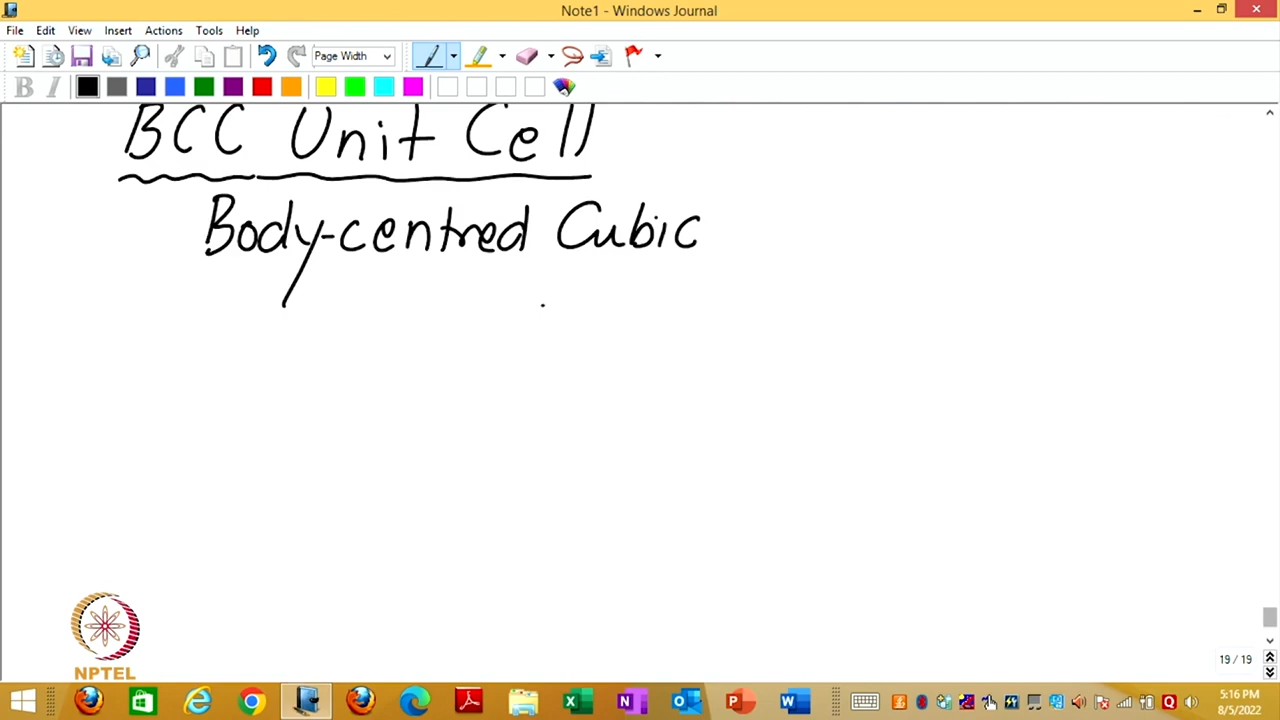 Note1 - Windows Journal
File Edit View Insert Actions Tools Help
Page Width
B I
BCC Unit Cell
Body-centred Cubic
NPTEL
19 / 19
5:16 PM
8/5/2022